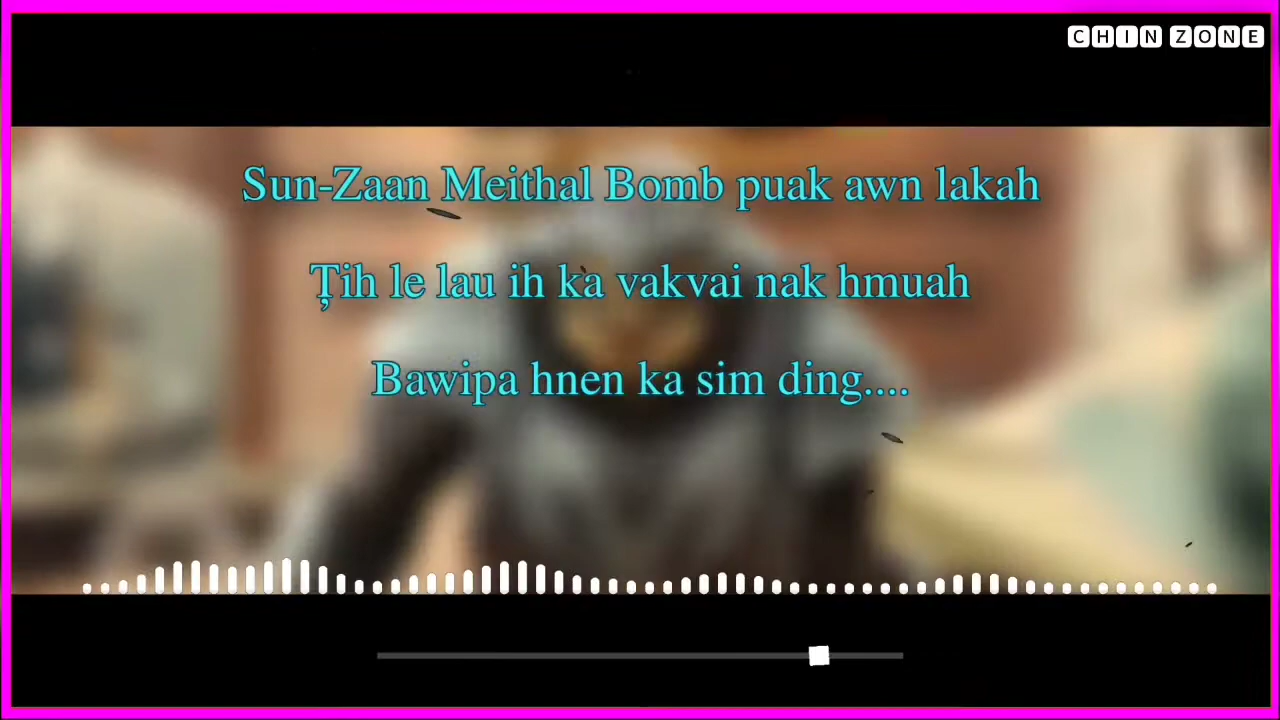 CHIN ZONE
Sun-Zaan Meithal Bomb puak awn lakah
Ţih le lau ih ka vakvai nak hmuah
Bawipa hnen ka sim ding....